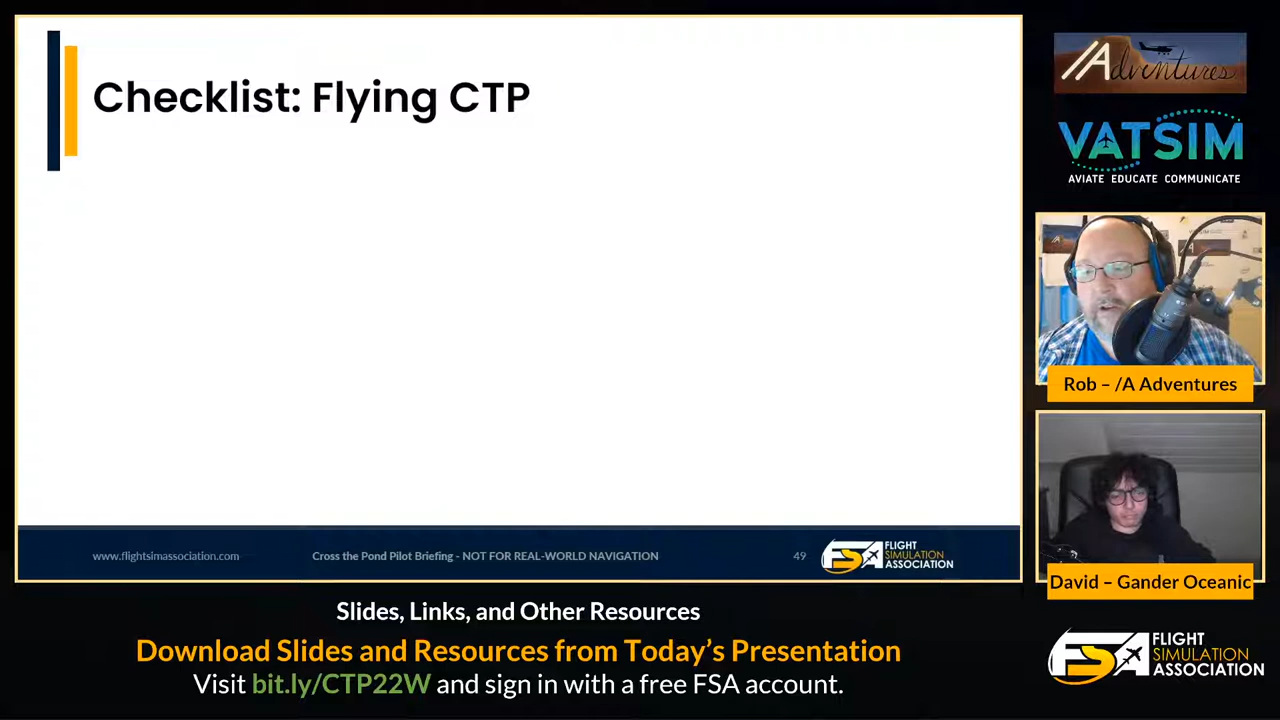 Checklist: Flying CTP
www.flightsimassociation.com
Cross the Pond Pilot Briefing - NOT FOR REAL-WORLD NAVIGATION
49
FSA FLIGHT
SIMULATION
ASSOCIATION
/Adventures
VATSIM
AVIATE EDUCATE COMMUNICATE
Rob – /A Adventures
David – Gander Oceanic
Slides, Links, and Other Resources
Download Slides and Resources from Today's Presentation
Visit bit.ly/CTP22W and sign in with a free FSA account.
FSA FLIGHT
SIMULATION
ASSOCIATION